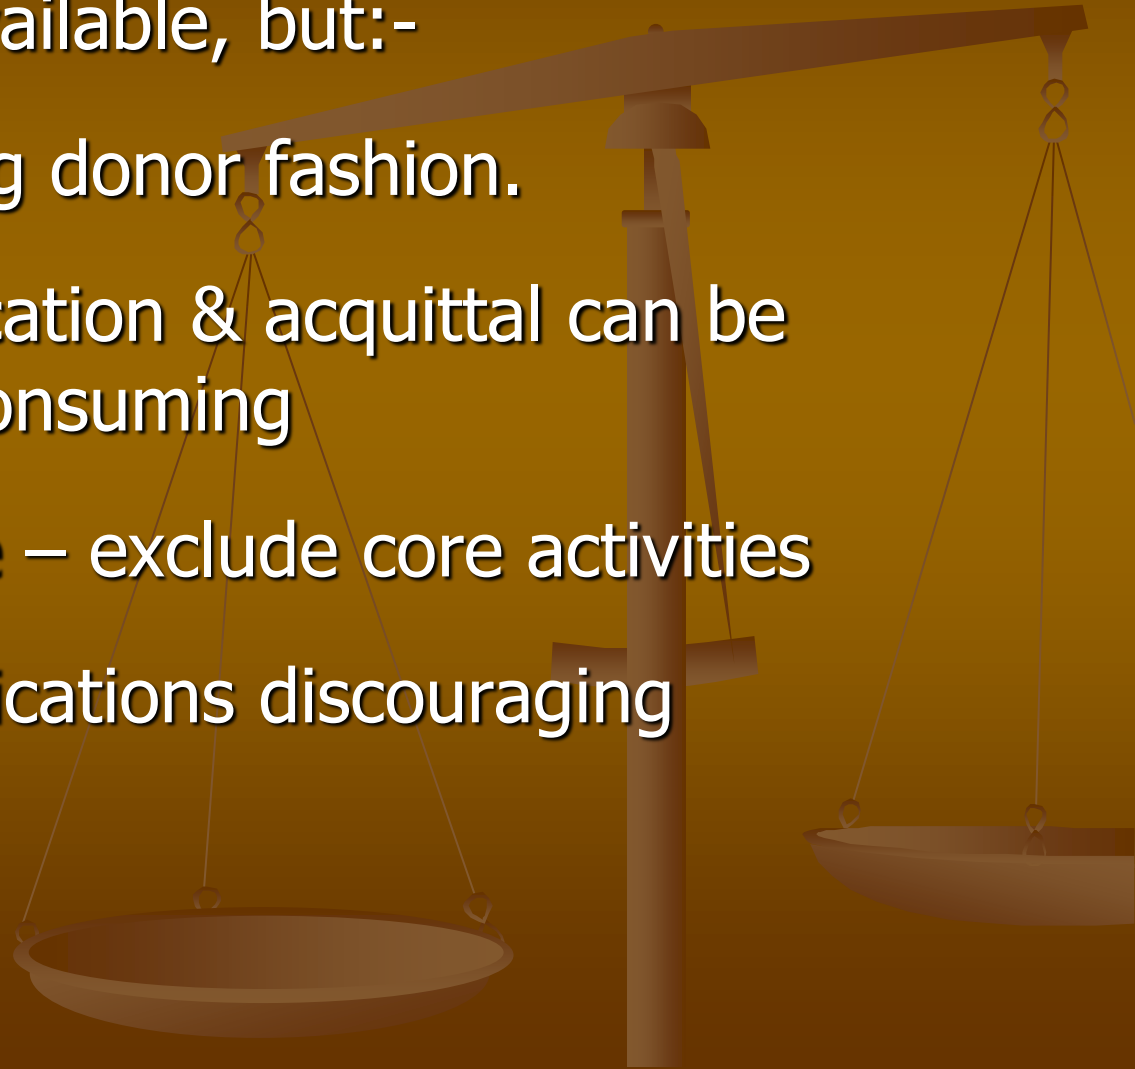 ailable, but:-
g donor fashion.
cation & acquittal can be
onsuming
e – exclude core activities
ications discouraging